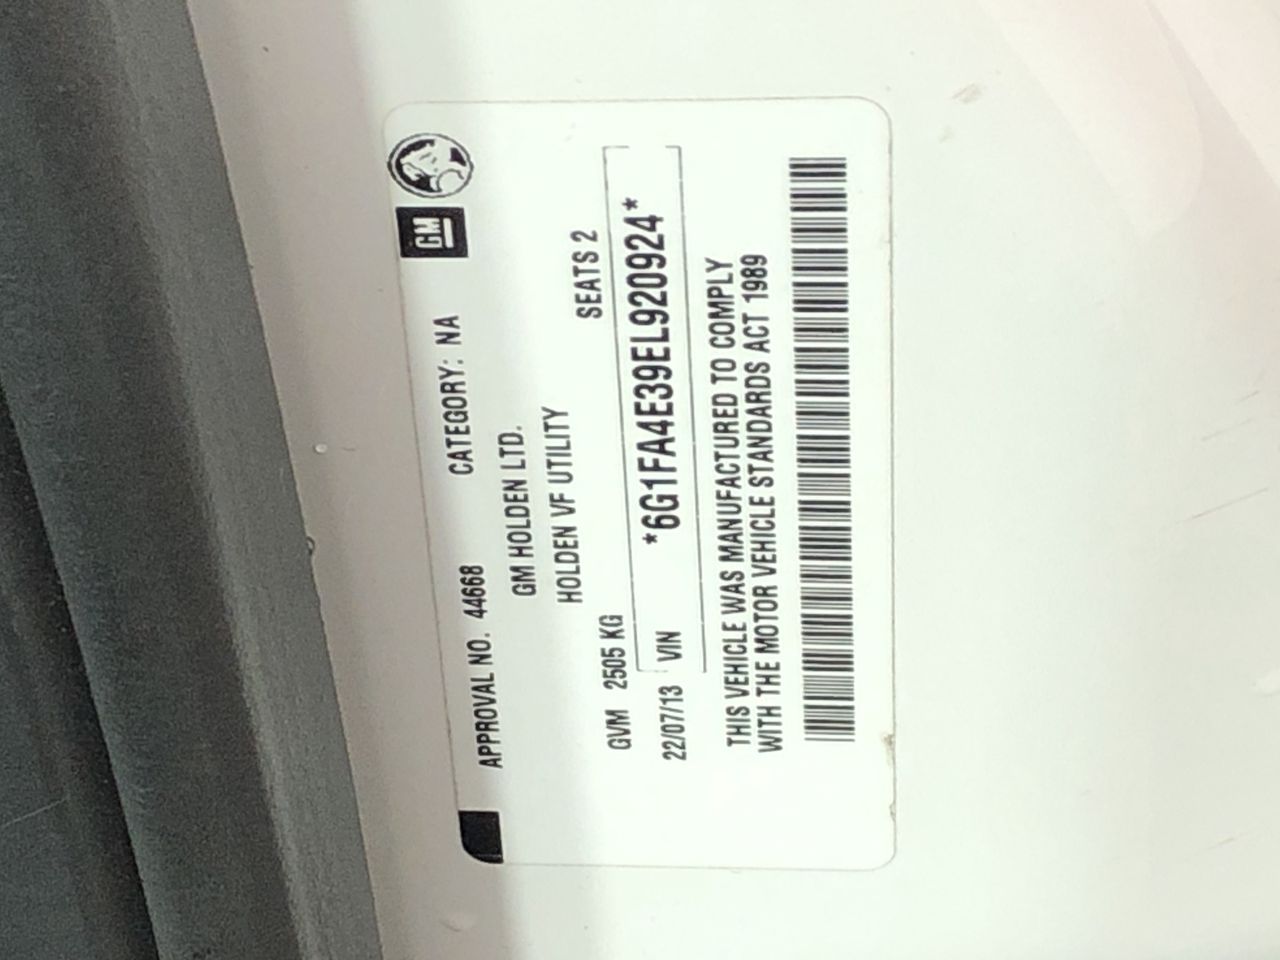 GM
APPROVAL NO. 44668 CATEGORY: NA
GM HOLDEN LTD.
HOLDEN VF UTILITY
GVM 2505 KG SEATS 2
22/07/13 VIN *6G1FA4E39EL920924*
THIS VEHICLE WAS MANUFACTURED TO COMPLY
WITH THE MOTOR VEHICLE STANDARDS ACT 1989